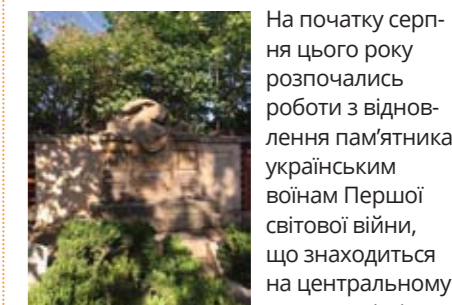 На початку серп-
ня цього року
розпочались
роботи з віднов-
лення пам’ятника
українським
воїнам Першої
світової війни,
що знаходиться
на центральному